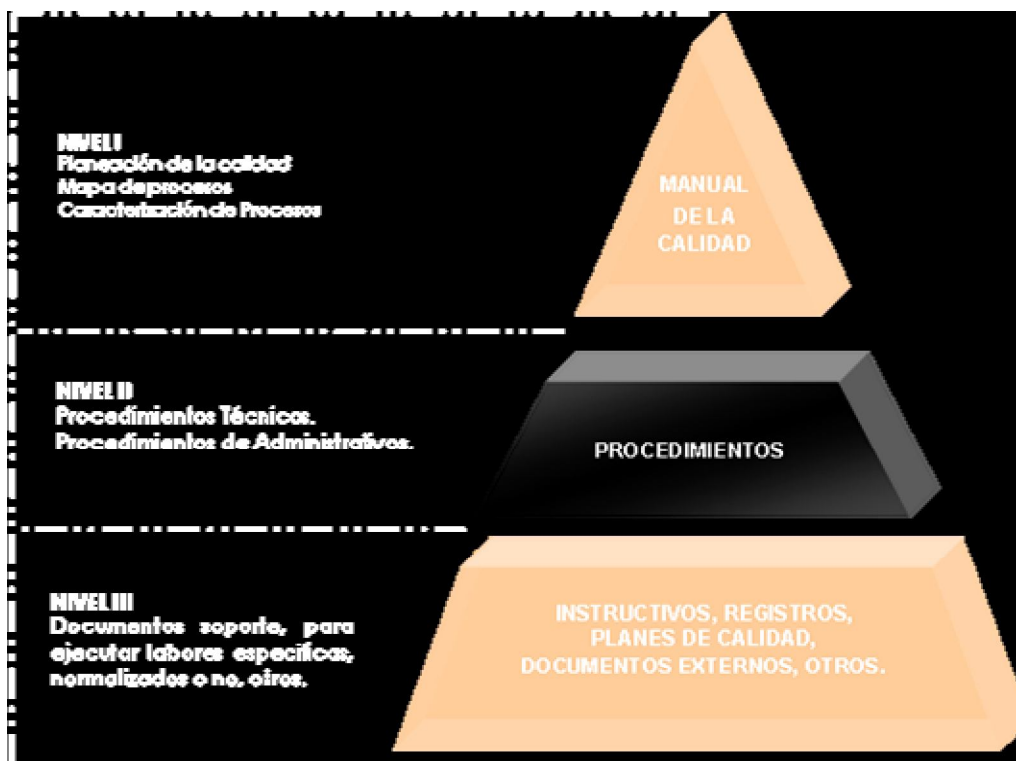 NIVEL I
Planeación de la calidad
Mapa de procesos
Caracterización de Procesos
MANUAL
DE LA
CALIDAD
NIVEL II
Procedimientos Técnicos.
Procedimientos de Administrativos.
PROCEDIMIENTOS
NIVEL III
Documentos soporte, para
ejecutar labores especificas,
normalizados o no, otros.
INSTRUCTIVOS, REGISTROS,
PLANES DE CALIDAD,
DOCUMENTOS EXTERNOS, OTROS.